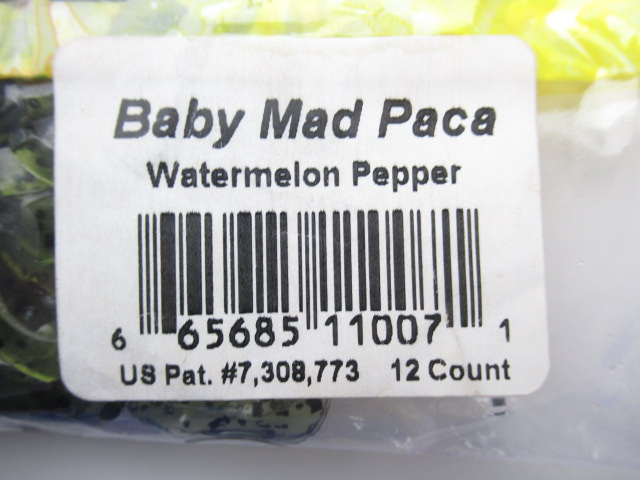 Baby Mad Paca
Watermelon Pepper
6 65685 11007 1
US Pat. #7,308,773 12 Count